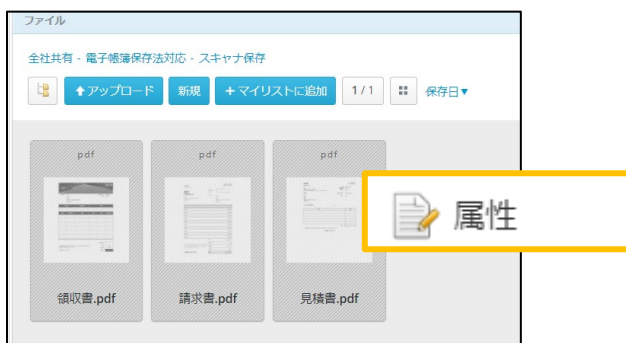 ファイル
全社共有 - 電子帳簿保存法対応 - スキャナ保存
アップロード 新規 +マイリストに追加 1/1 保存日▼
pdf pdf pdf
属性
領収書.pdf 請求書.pdf 見積書.pdf